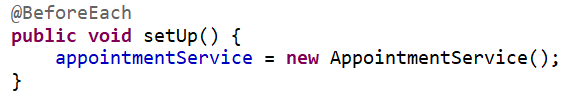 @BeforeEach
public void setUp() {
    appointmentService = new AppointmentService();
}